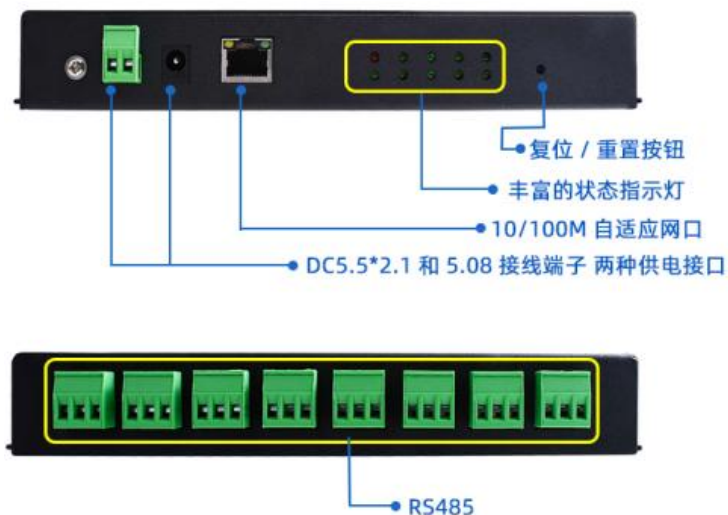 复位 / 重置按钮
丰富的状态指示灯
10/100M 自适应网口
DC5.5*2.1 和 5.08 接线端子 两种供电接口
RS485